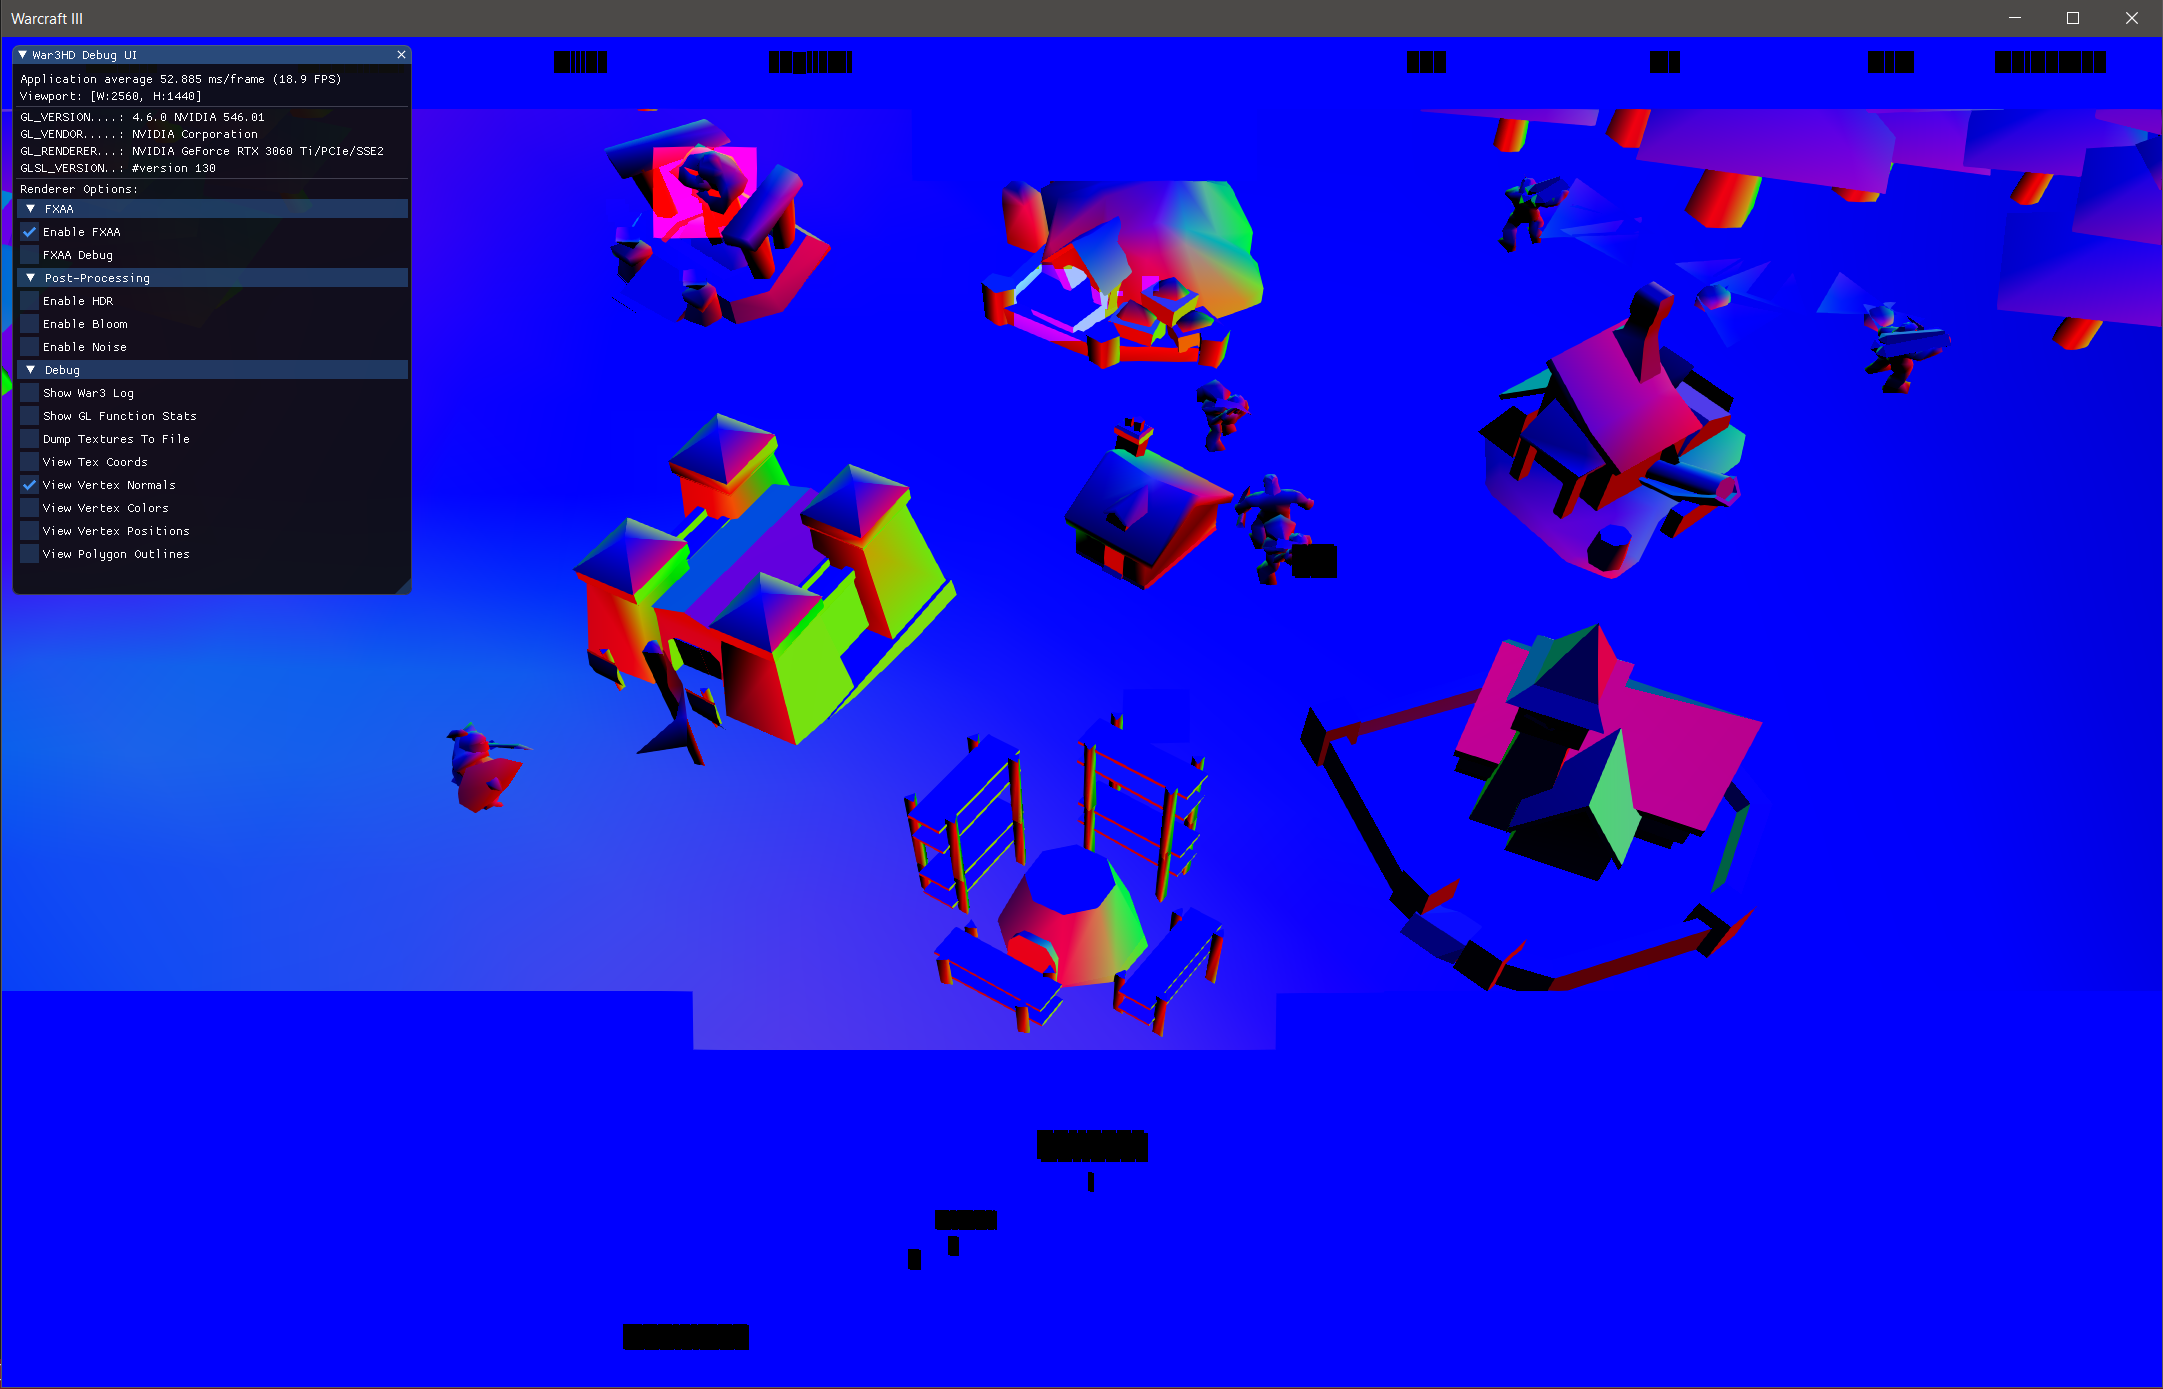 Warcraft III
War3HD Debug UI
Application average 52.885 ms/frame (18.9 FPS)
Viewport: [W:2560, H:1440]
GL_VERSION....: 4.6.0 NVIDIA 546.01
GL_VENDOR.....: NVIDIA Corporation
GL_RENDERER...: NVIDIA GeForce RTX 3060 Ti/PCIe/SSE2
GLSL_VERSION..: #version 130
Renderer Options:
FXAA
Enable FXAA
FXAA Debug
Post-Processing
Enable HDR
Enable Bloom
Enable Noise
Debug
Show War3 Log
Show GL Function Stats
Dump Textures To File
View Tex Coords
View Vertex Normals
View Vertex Colors
View Vertex Positions
View Polygon Outlines